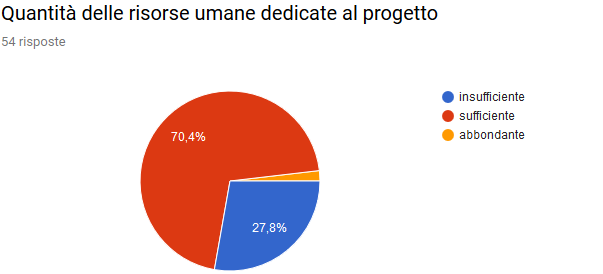 Quantità delle risorse umane dedicate al progetto
54 risposte
insufficiente
sufficiente
abbondante
70,4%
27,8%